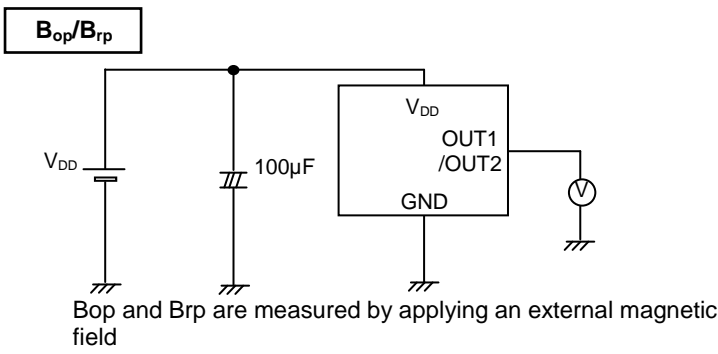 Bop/Brp
VDD
100µF
VDD
OUT1
/OUT2
GND
V
Bop and Brp are measured by applying an external magnetic
field